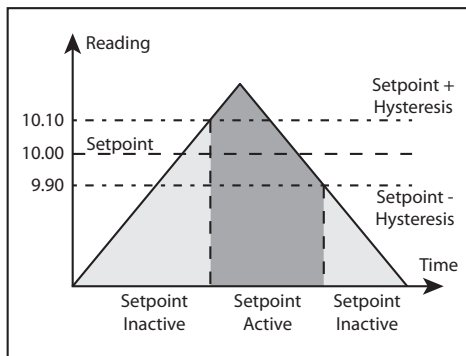 Reading
Setpoint +
Hysteresis
10.10
Setpoint
10.00
9.90
Setpoint -
Hysteresis
Time
Setpoint
Inactive
Setpoint
Active
Setpoint
Inactive